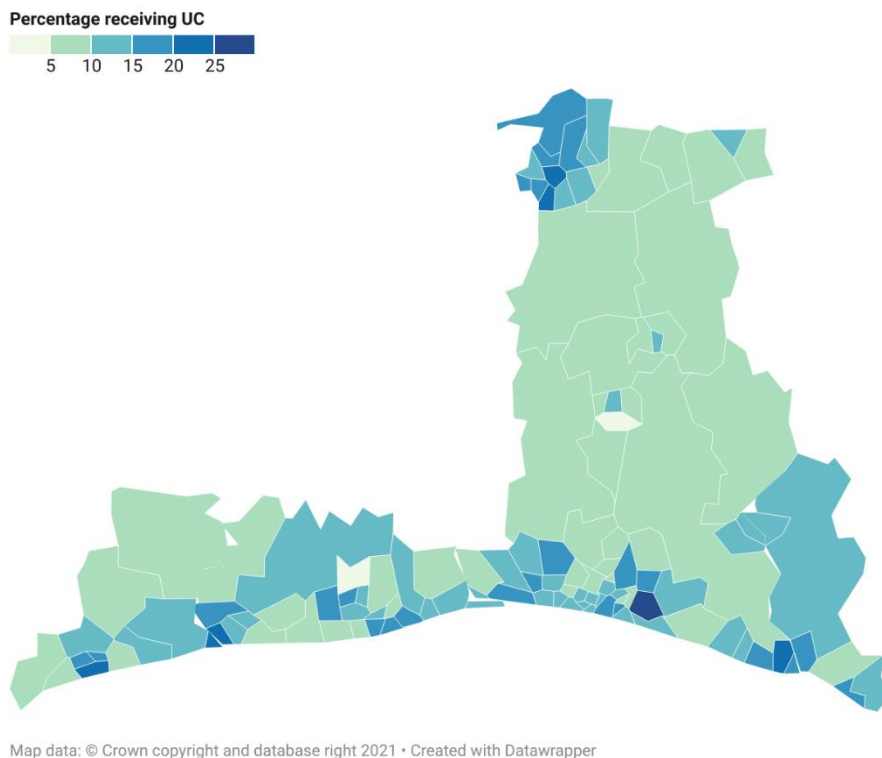 Percentage receiving UC
5 10 15 20 25
Map data: © Crown copyright and database right 2021 • Created with Datawrapper